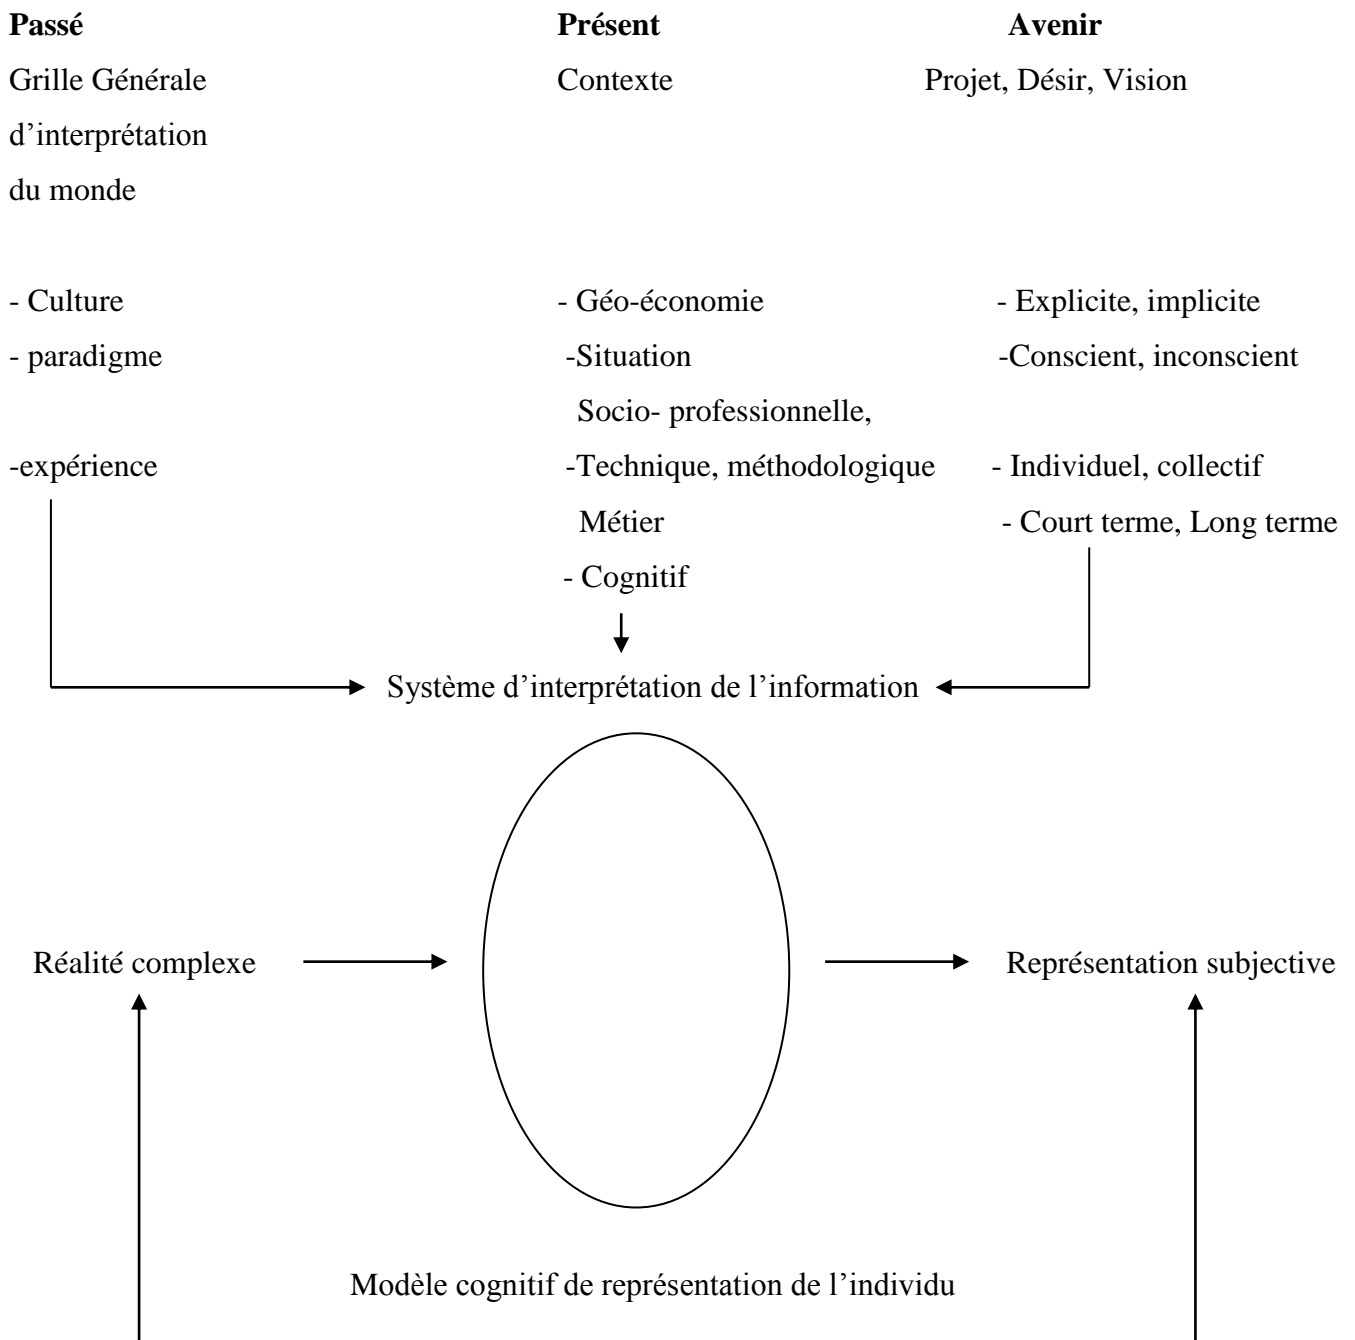 Passé Présent Avenir
Grille Générale Contexte Projet, Désir, Vision
d’interprétation
du monde
- Culture - Géo-économie - Explicite, implicite
- paradigme -Situation -Conscient, inconscient
Socio- professionnelle,
-expérience -Technique, méthodologique - Individuel, collectif
Métier - Court terme, Long terme
- Cognitif
Système d’interprétation de l’information
Réalité complexe Représentation subjective
Modèle cognitif de représentation de l’individu